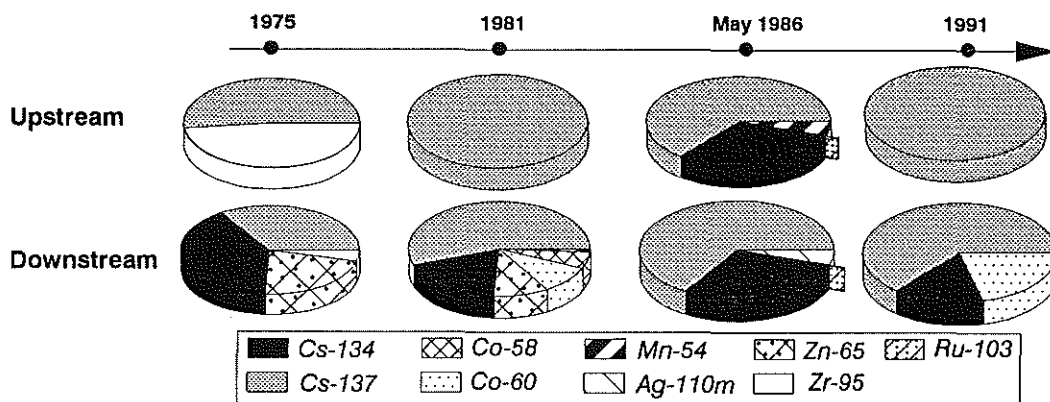 1975 1981 May 1986 1991
Upstream
Downstream
Cs-134 Co-58 Mn-54 Zn-65 Ru-103
Cs-137 Co-60 Ag-110m Zr-95